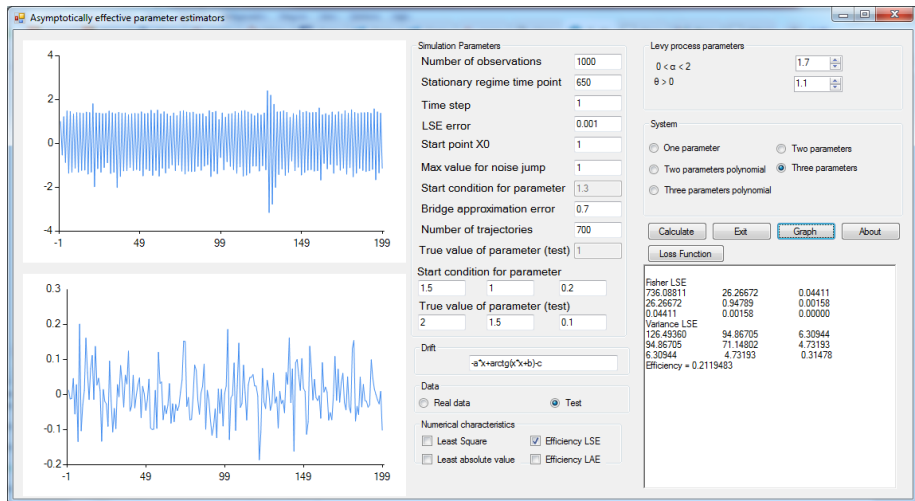 Asymptotically effective parameter estimators
4
2
0
-2
-4
-1
49
99
149
199
0.3
0.2
0.1
0
-0.1
-0.2
-1
49
99
149
199
Simulation Parameters
Number of observations 1000
Stationary regime time point 650
Time step 1
LSE error 0.001
Start point X0 1
Max value for noise jump 1
Start condition for parameter 1.3
Bridge approximation error 0.7
Number of trajectories 700
True value of parameter (test) 1
Start condition for parameter
1.5 1 0.2
True value of parameter (test)
2 1.5 0.1
Drift
-a*x+arctg(x*x+b)-c
Data
Real data Test
Numerical characteristics
Least Square Efficiency LSE
Least absolute value Efficiency LAE
Levy process parameters
0 < α < 2 1.7
θ > 0 1.1
System
One parameter Two parameters
Two parameters polynomial Three parameters
Three parameters polynomial
Calculate Exit Graph About
Loss Function
Fisher LSE
736.08811 26.26672 0.04411
26.26672 0.94789 0.00158
0.04411 0.00158 0.00000
Variance LSE
126.49360 94.86705 6.30944
94.86705 71.14802 4.73193
6.30944 4.73193 0.31478
Efficiency = 0.2119483